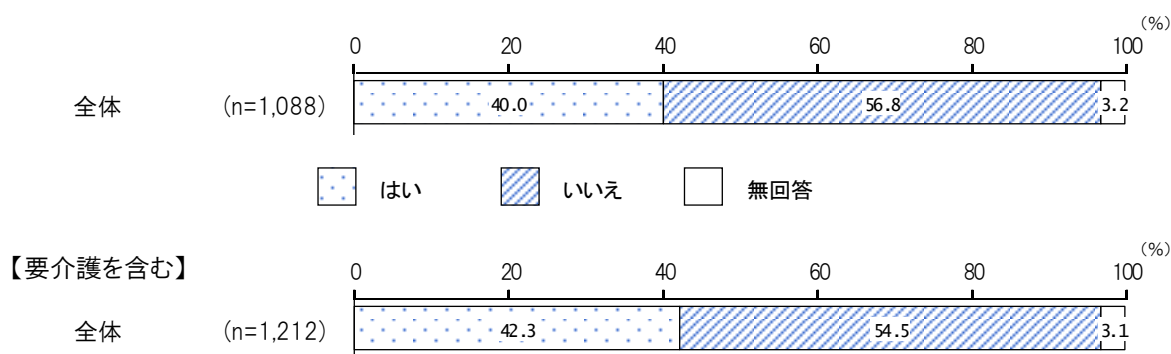 (%)
0 20 40 60 80 100
全体 (n=1,088) 40.0 56.8 3.2
はい いいえ 無回答
(%)
【要介護を含む】 0 20 40 60 80 100
全体 (n=1,212) 42.3 54.5 3.1